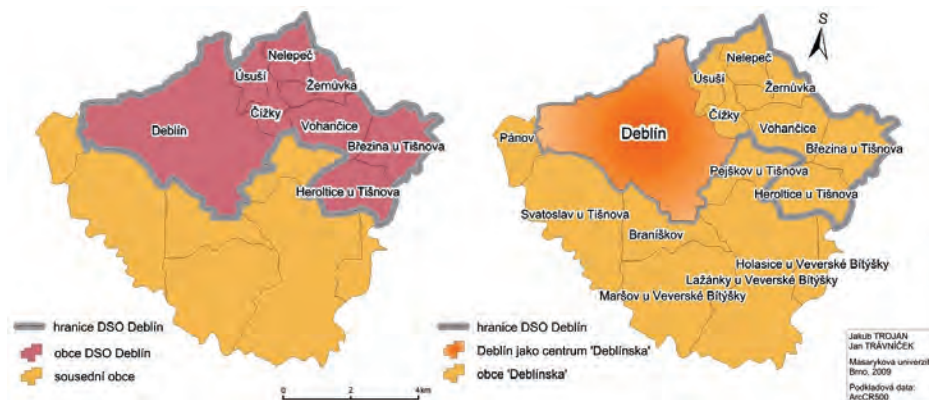 Nelepeč
Úsuší
Žernůvka
Čížky
Deblín
Vohančice
Březina u Tišnova
Heroltice u Tišnova
hranice DSO Deblín
obce DSO Deblín
sousední obce
0 2 4km
S
Nelepeč
Úsuší
Žernůvka
Čížky
Deblín
Pánov
Vohančice
Březina u Tišnova
Pejškov u Tišnova
Heroltice u Tišnova
Svatoslav u Tišnova
Braníškov
Holasice u Veverské Bítýšky
Lažánky u Veverské Bítýšky
Maršov u Veverské Bítýšky
hranice DSO Deblín
Deblín jako centrum 'Deblínska'
obce 'Deblínska'
Jakub TROJAN
Jan TRÁVNÍČEK
Masarykova univerzit
Brno, 2009
Podkladová data:
ArcCR500